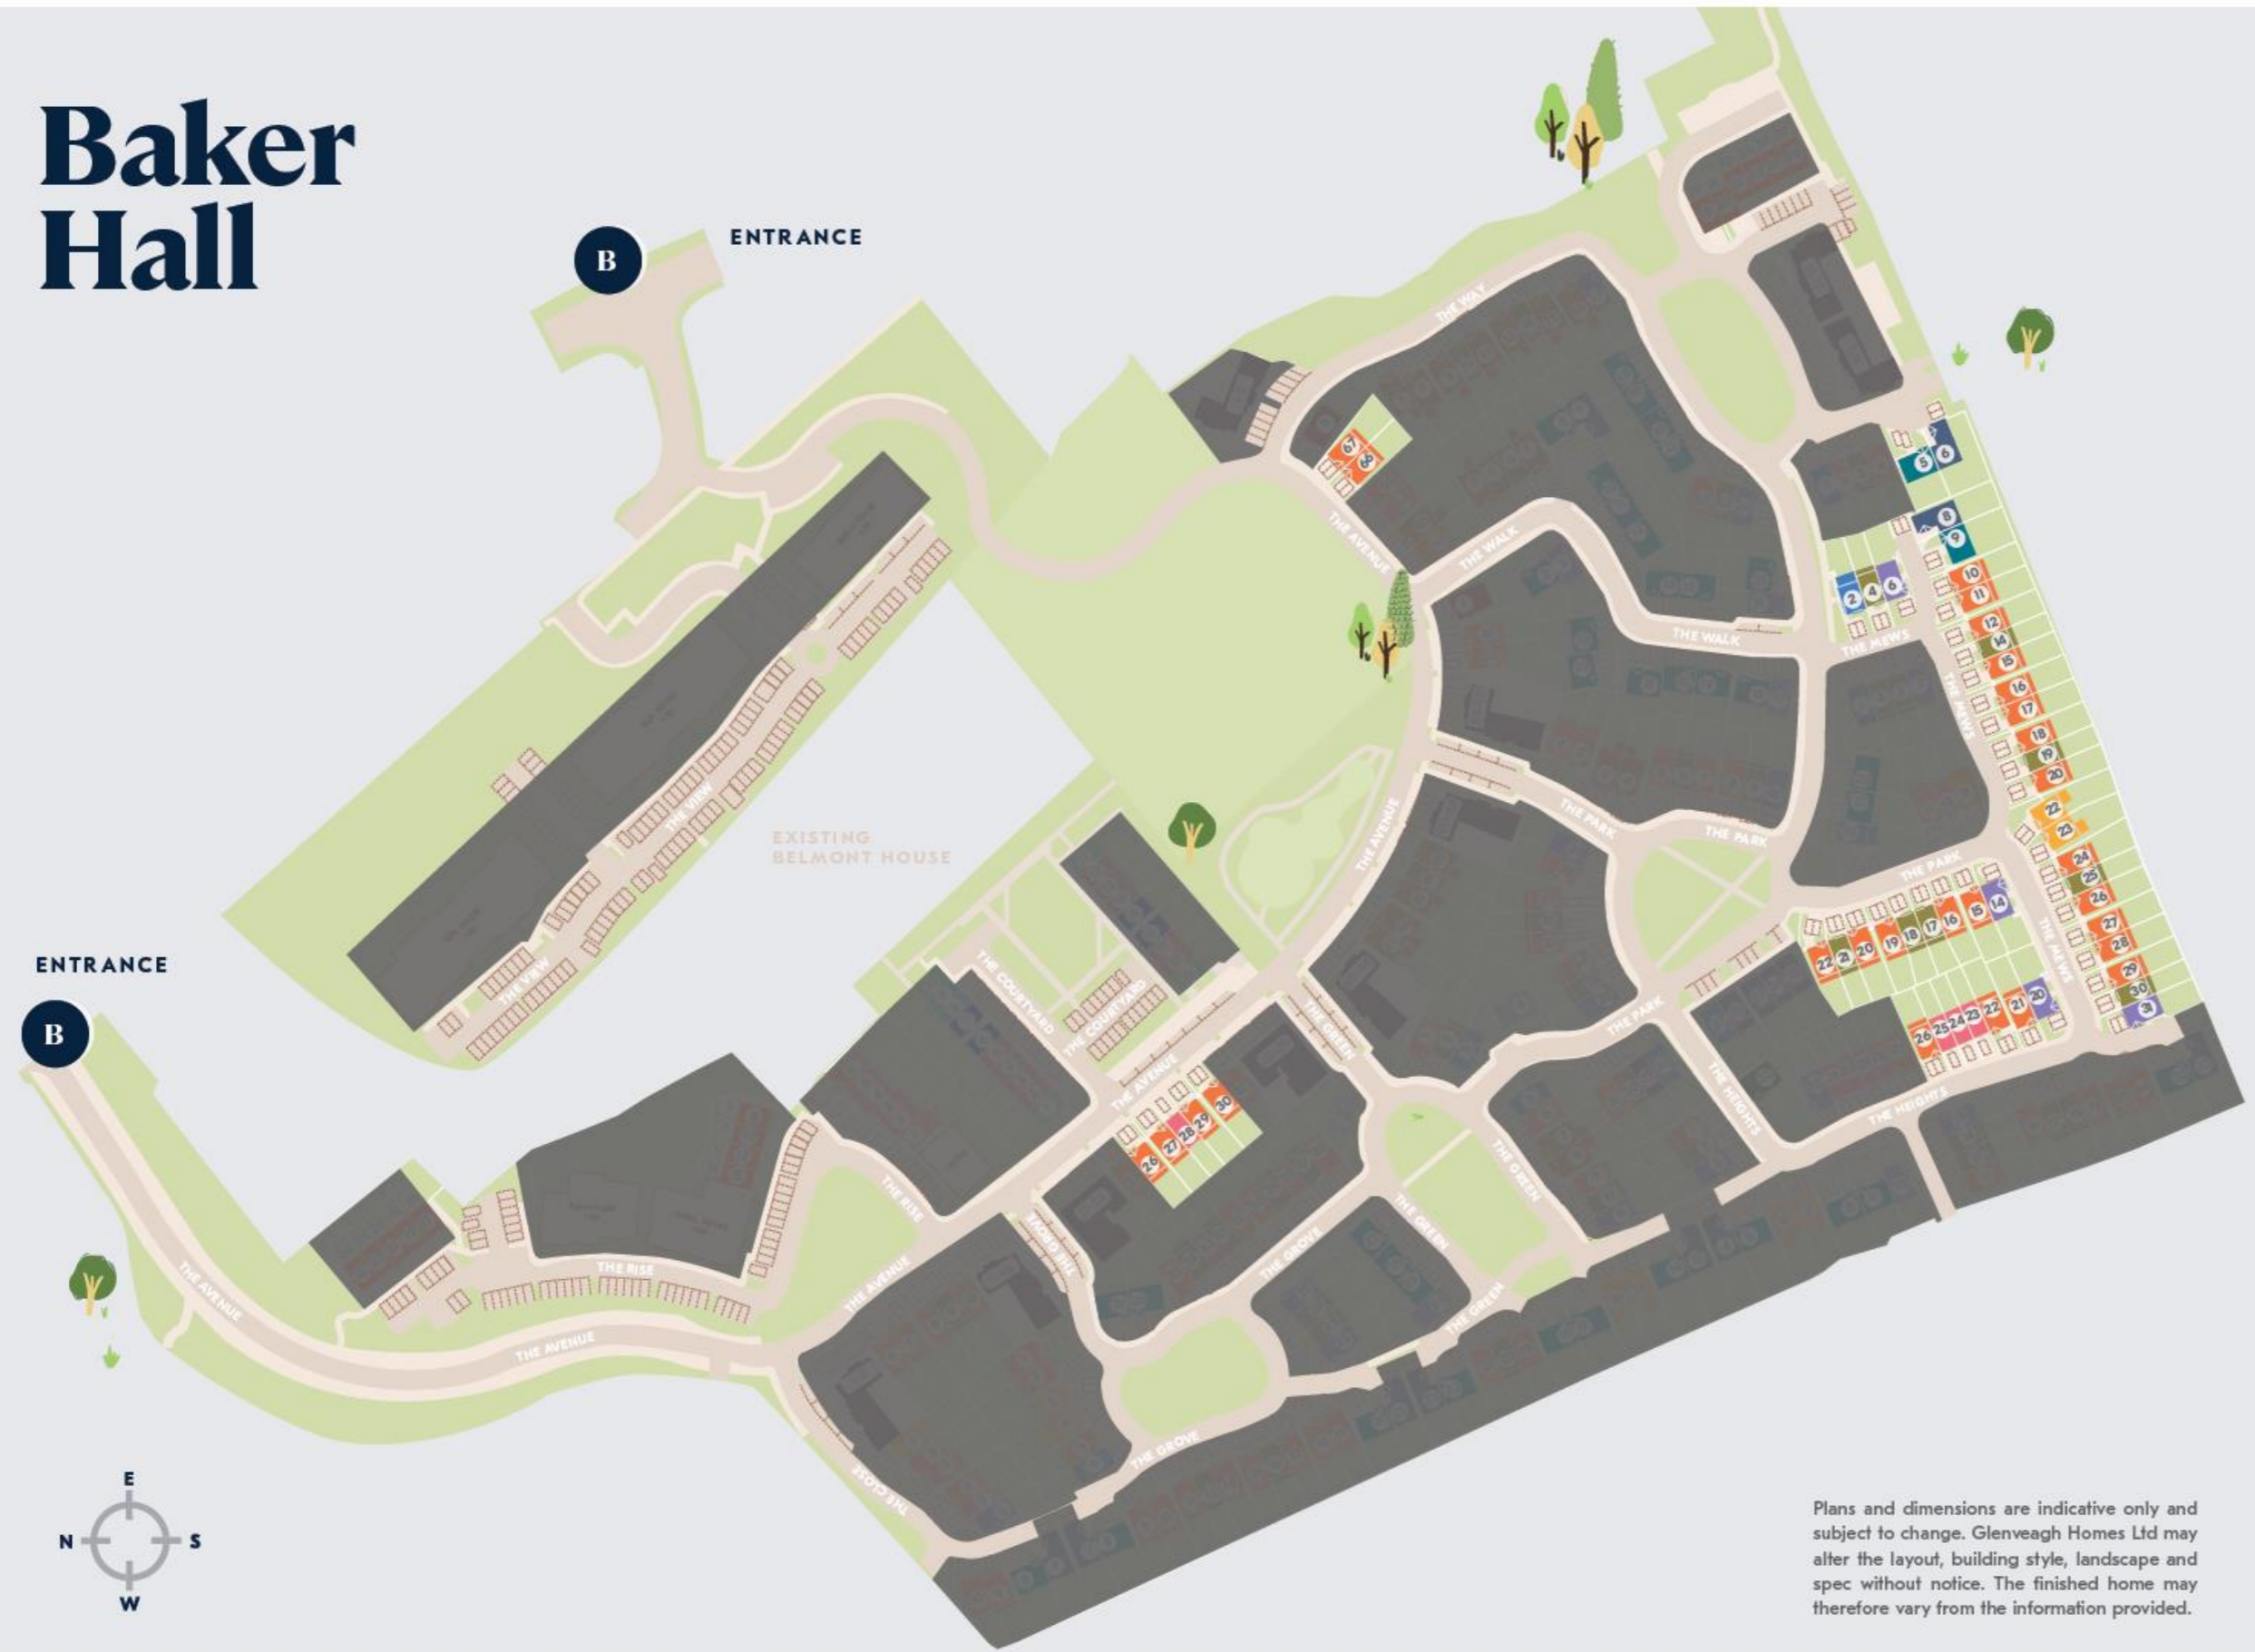 Baker
Hall
B
ENTRANCE
THE WAY
67
68
5
6
THE AVENUE
THE WALK
8
9
2
4
6
10
11
THE WALK
THE MEWS
12
14
15
16
17
THE MEWS
18
19
20
THE VIEW
EXISTING
BELMONT HOUSE
THE AVENUE
THE PARK
THE PARK
22
23
THE PARK
24
25
26
27
28
29
30
31
THE MEWS
22
21
20
19
18
17
16
15
14
ENTRANCE
B
THE VIEW
THE COURTYARD
THE COURTYARD
THE GREEN
THE PARK
26
25
24
23
22
21
20
THE AVENUE
THE HEIGHTS
THE HEIGHTS
26
27
28
29
30
THE GREEN
THE RISE
THE GREEN
THE GROVE
THE GROVE
THE AVENUE
THE RISE
THE AVENUE
THE AVENUE
THE GREEN
THE GROVE
THE CLOSE
E
N
S
W
Plans and dimensions are indicative only and
subject to change. Glenveagh Homes Ltd may
alter the layout, building style, landscape and
spec without notice. The finished home may
therefore vary from the information provided.